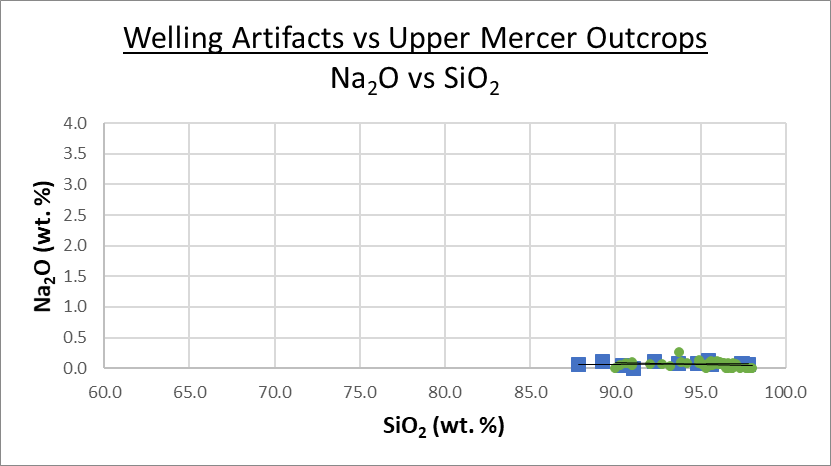 Welling Artifacts vs Upper Mercer Outcrops
Na₂O vs SiO₂
4.0
3.5
3.0
2.5
2.0
1.5
1.0
0.5
0.0
Na₂O (wt. %)
60.0 65.0 70.0 75.0 80.0 85.0 90.0 95.0 100.0
SiO₂ (wt. %)